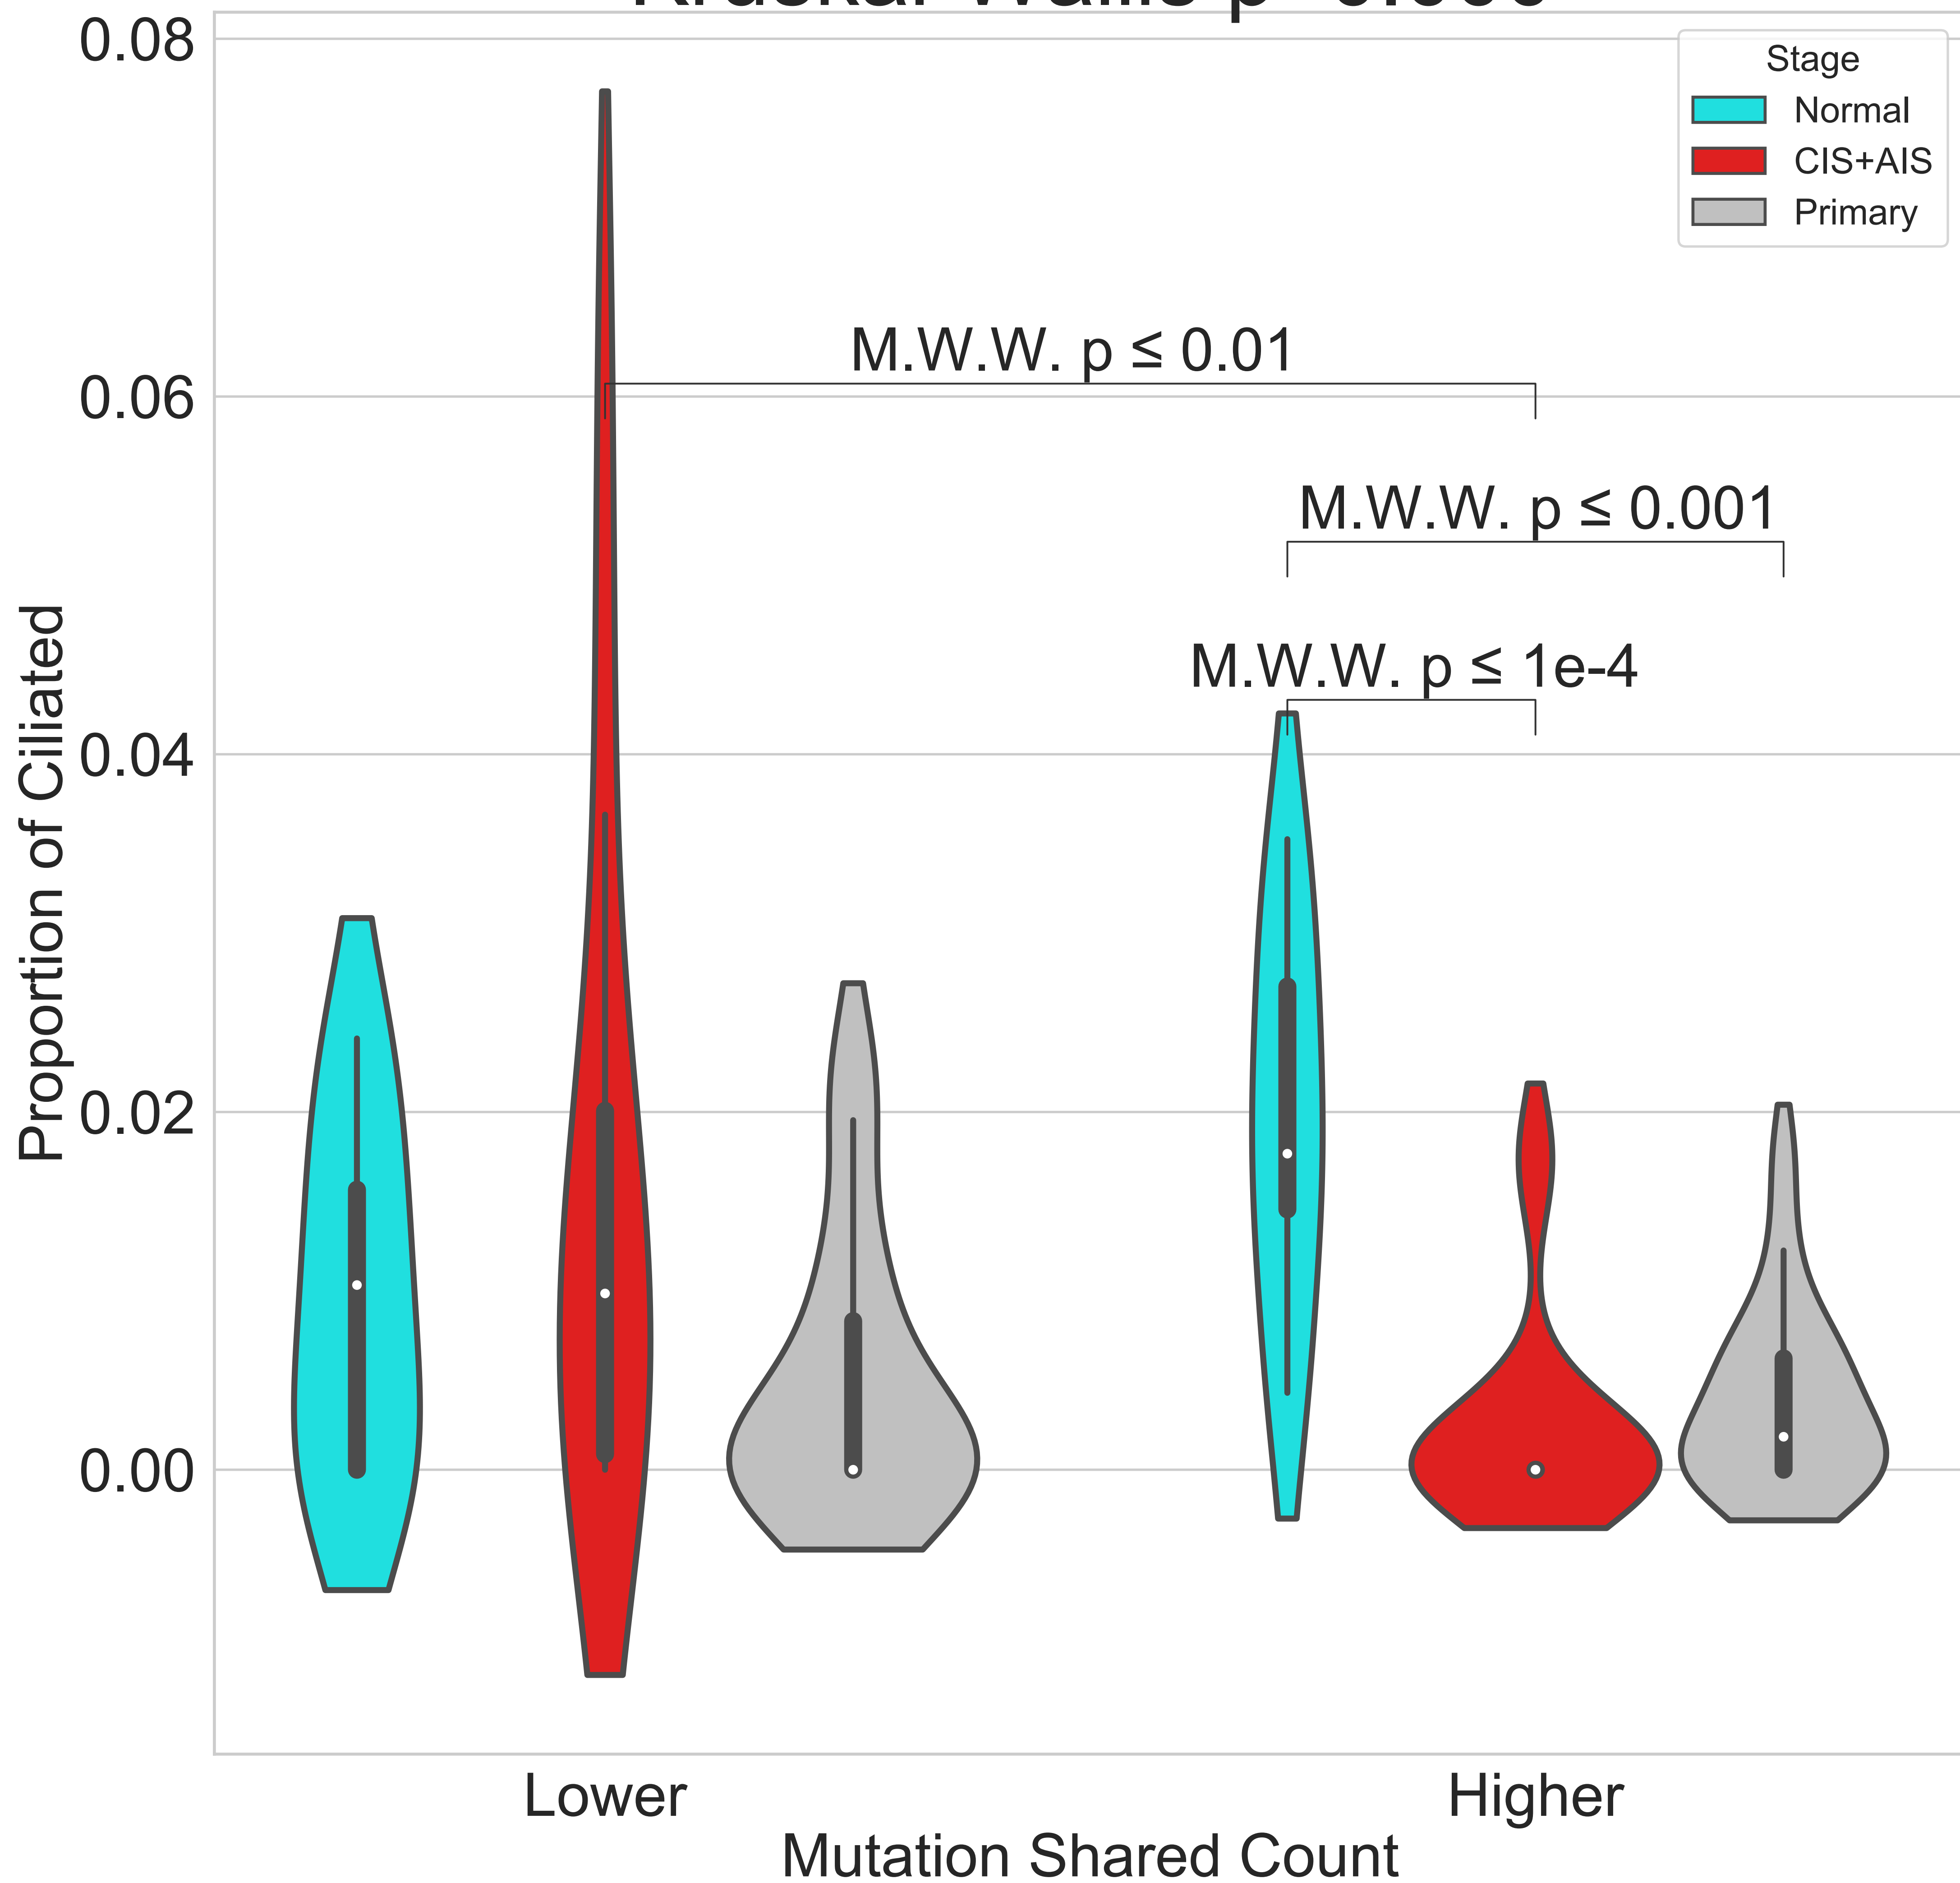 0.08
0.06
0.04
0.02
0.00
Proportion of Ciliated
Stage
Normal
CIS+AIS
Primary
M.W.W. p ≤ 0.01
M.W.W. p ≤ 0.001
M.W.W. p ≤ 1e-4
Lower
Higher
Mutation Shared Count